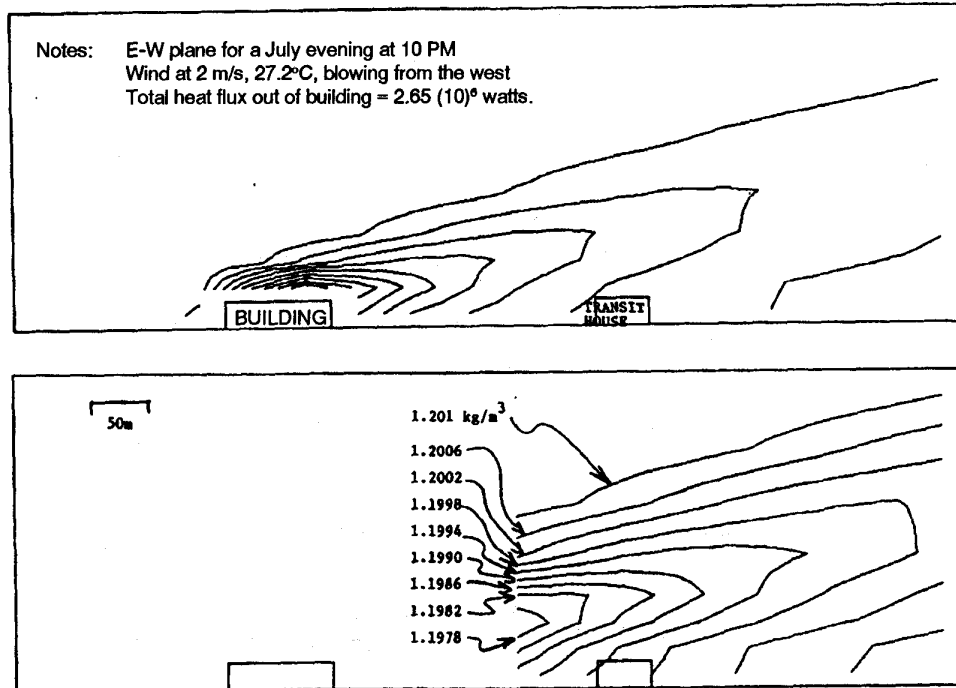 Notes: E-W plane for a July evening at 10 PM
Wind at 2 m/s, 27.2°C, blowing from the west
Total heat flux out of building = 2.65 (10)⁶ watts.
BUILDING
TRANSIT
HOUSE
50m
1.201 kg/m³
1.2006
1.2002
1.1998
1.1994
1.1990
1.1986
1.1982
1.1978